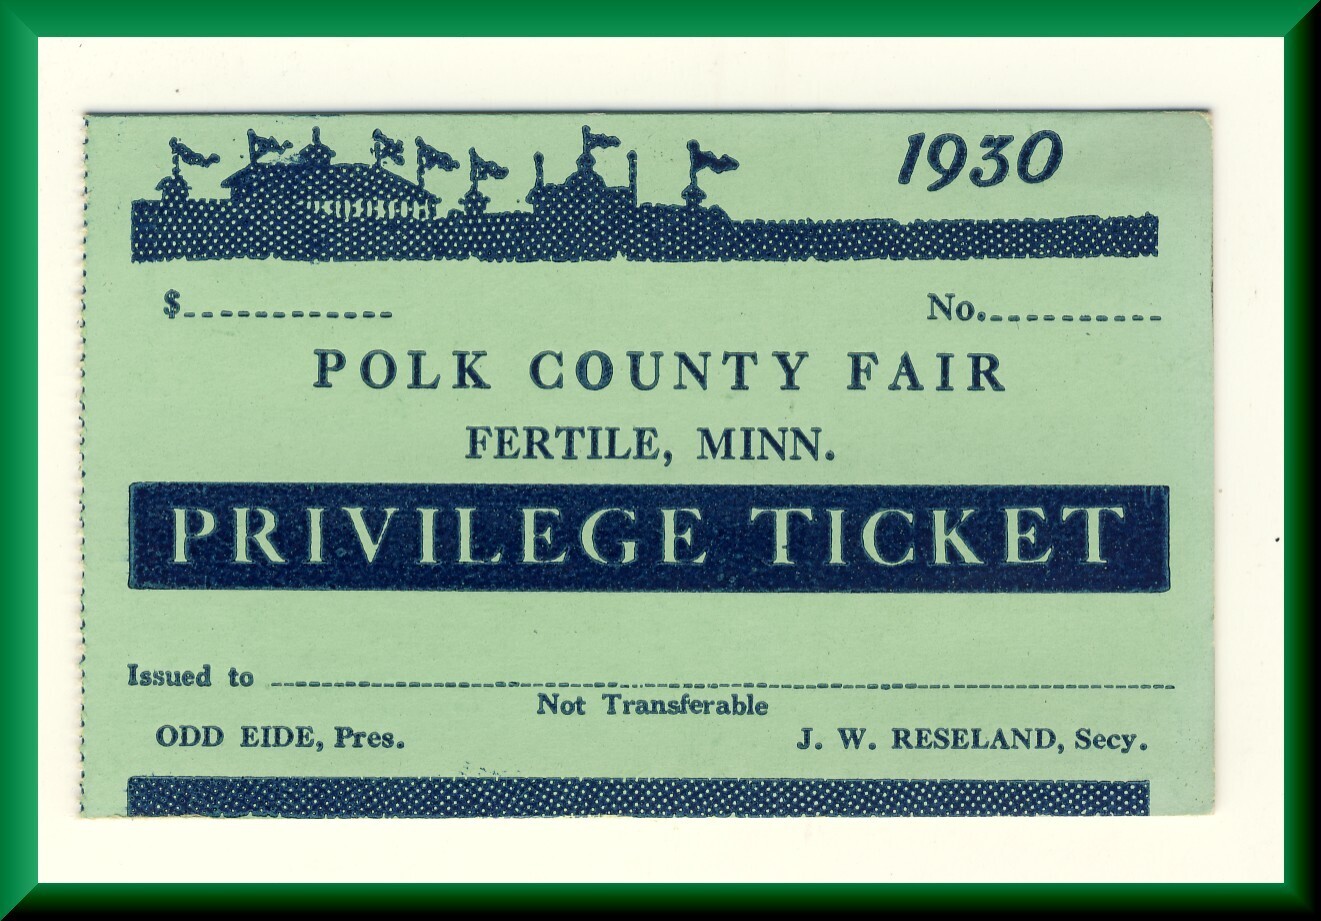 1930
$............ No...........
POLK COUNTY FAIR
FERTILE, MINN.
PRIVILEGE TICKET
Issued to ..................................................
Not Transferable
ODD EIDE, Pres. J. W. RESELAND, Secy.